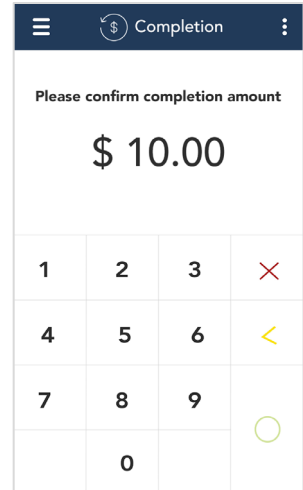 $ Completion
Please confirm completion amount
$ 10.00
1 2 3
4 5 6
7 8 9
0